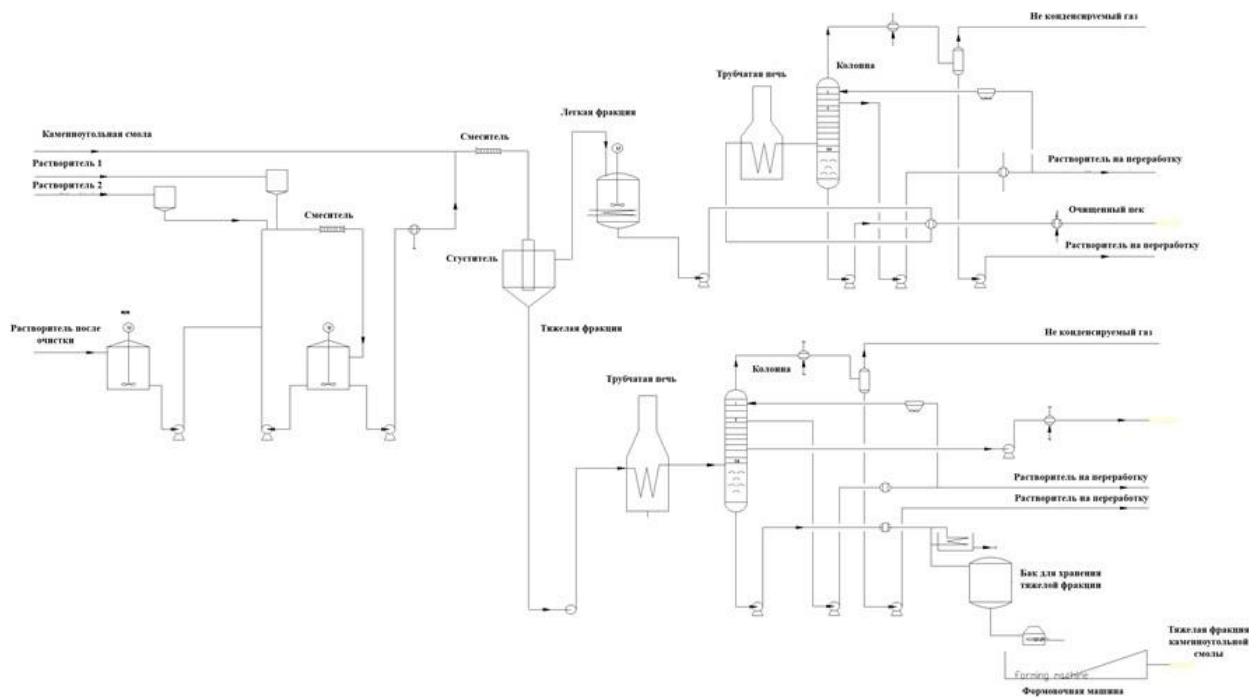 Не конденсируемый газ
Колонна
Трубчатая печь
Легкая фракция
Каменноугольная смола
Смеситель
Растворитель 1
Растворитель на переработку
Растворитель 2
Очищенный пек
Смеситель
Растворитель на переработку
Сгуститель
Растворитель после
очистки
Тяжелая фракция
Не конденсируемый газ
Колонна
Трубчатая печь
Растворитель на переработку
Растворитель на переработку
Бак для хранения
тяжелой фракции
Тяжелая фракция
каменноугольной
смолы
forming machine
Формовочная машина